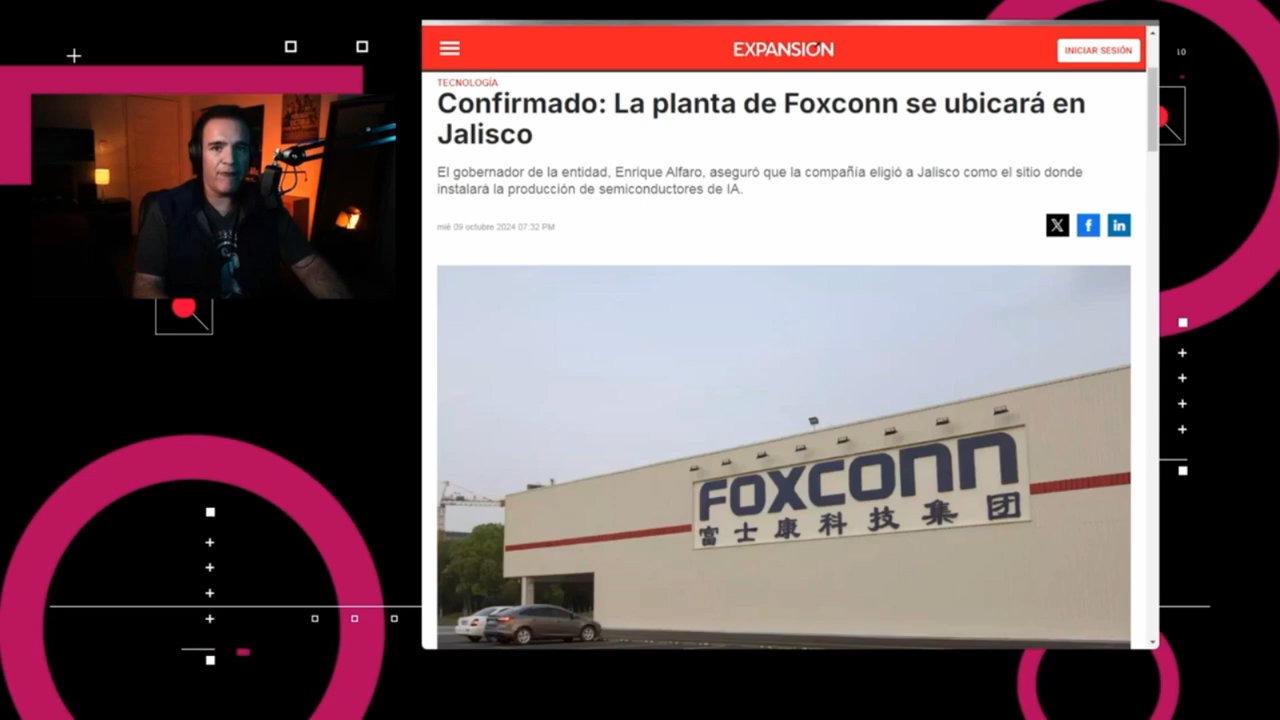 EXPANSIÓN
INICIAR SESIÓN
TECNOLOGÍA
Confirmado: La planta de Foxconn se ubicará en
Jalisco
El gobernador de la entidad, Enrique Alfaro, aseguró que la compañía eligió a Jalisco como el sitio donde
instalará la producción de semiconductores de IA.
mié 09 octubre 2024 07:32 PM
FOXCONN
富士康科技集团
10